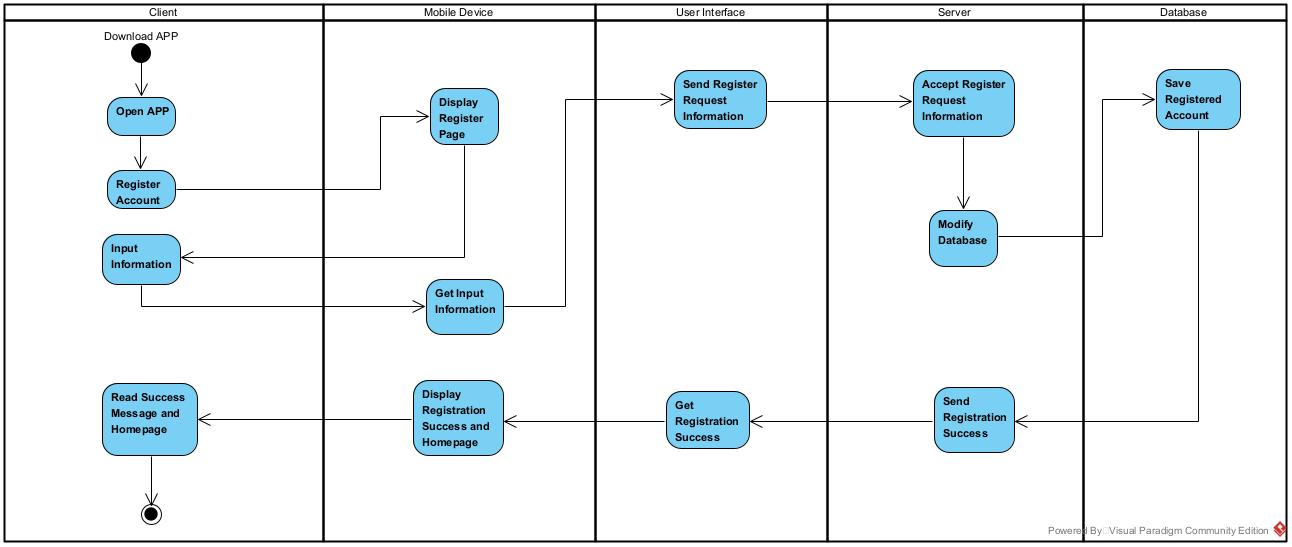 Client
Mobile Device
User Interface
Server
Database
Download APP
Open APP
Register
Account
Input
Information
Read Success
Message and
Homepage
Display
Register
Page
Get Input
Information
Display
Registration
Success and
Homepage
Send Register
Request
Information
Get
Registration
Success
Accept Register
Request
Information
Modify
Database
Send
Registration
Success
Save
Registered
Account
Powered By Visual Paradigm Community Edition